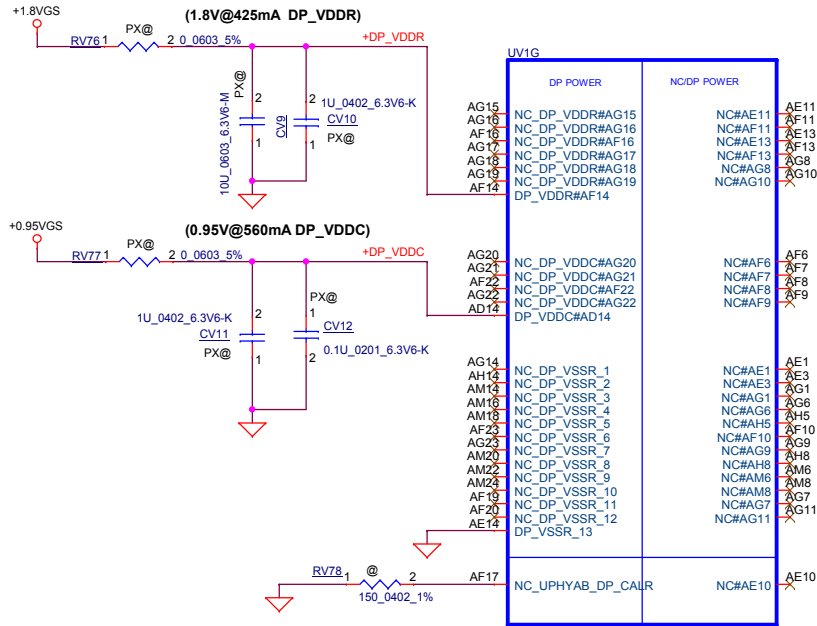 +1.8VGS
(1.8V@425mA DP_VDDR)
RV76 1 PX@ 2 0_0603_5%
+DP_VDDR
10U_0603_6.3V6-M
PX@
2
1
CV9
2
1U_0402_6.3V6-K
CV10
PX@
1
+0.95VGS
(0.95V@560mA DP_VDDC)
RV77 1 PX@ 2 0_0603_5%
+DP_VDDC
1U_0402_6.3V6-K
2
CV11
PX@
1
PX@
1
CV12
2
0.1U_0201_6.3V6-K
RV78 1 @ 2
150_0402_1%
UV1G
DP POWER
NC/DP POWER
AG15 NC_DP_VDDR#AG15
AG16 NC_DP_VDDR#AG16
AF16 NC_DP_VDDR#AF16
AG17 NC_DP_VDDR#AG17
AG18 NC_DP_VDDR#AG18
AG19 NC_DP_VDDR#AG19
AF14 DP_VDDR#AF14
AG20 NC_DP_VDDC#AG20
AG21 NC_DP_VDDC#AG21
AF22 NC_DP_VDDC#AF22
AG22 NC_DP_VDDC#AG22
AD14 DP_VDDC#AD14
AG14 NC_DP_VSSR_1
AH14 NC_DP_VSSR_2
AM14 NC_DP_VSSR_3
AM16 NC_DP_VSSR_4
AM18 NC_DP_VSSR_5
AF23 NC_DP_VSSR_6
AG23 NC_DP_VSSR_7
AM20 NC_DP_VSSR_8
AM22 NC_DP_VSSR_9
AM24 NC_DP_VSSR_10
AF19 NC_DP_VSSR_11
AF20 NC_DP_VSSR_12
AE14 DP_VSSR_13
AF17 NC_UPHYAB_DP_CALR
NC#AE11 AE11
NC#AF11 AF11
NC#AE13 AE13
NC#AF13 AF13
NC#AG8 AG8
NC#AG10 AG10
NC#AF6 AF6
NC#AF7 AF7
NC#AF8 AF8
NC#AF9 AF9
NC#AE1 AE1
NC#AE3 AE3
NC#AG1 AG1
NC#AG6 AG6
NC#AH5 AH5
NC#AF10 AF10
NC#AG9 AG9
NC#AH8 AH8
NC#AM6 AM6
NC#AM8 AM8
NC#AG7 AG7
NC#AG11 AG11
NC#AE10 AE10